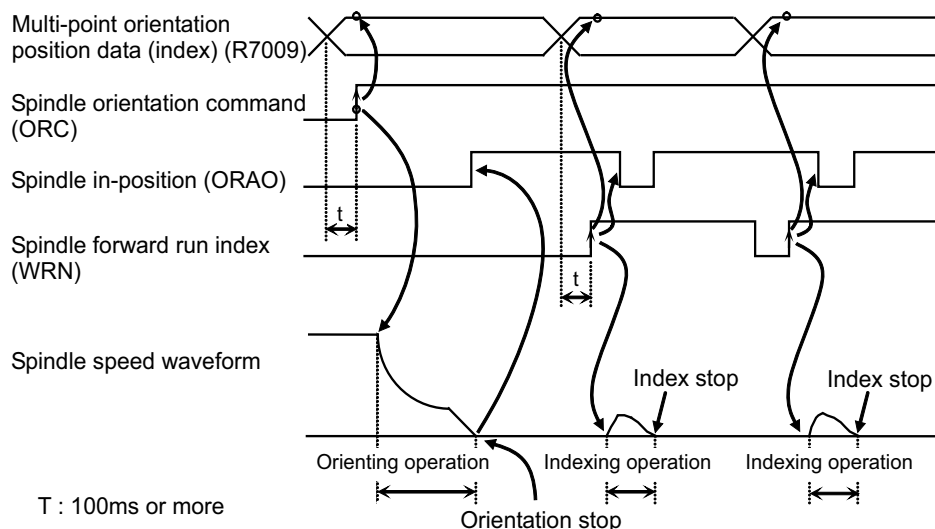 Multi-point orientation
position data (index) (R7009)
Spindle orientation command
(ORC)
Spindle in-position (ORAO)
t
Spindle forward run index
(WRN)
t
Spindle speed waveform
Index stop
Index stop
Orienting operation
Indexing operation
Indexing operation
T : 100ms or more
Orientation stop